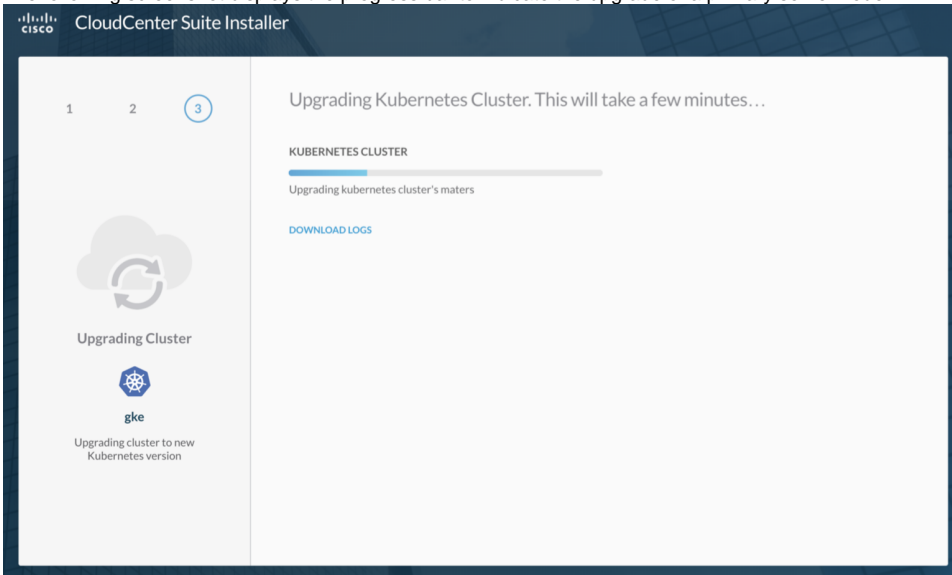 cisco
CloudCenter Suite Installer
1 2 3
Upgrading Kubernetes Cluster. This will take a few minutes...
KUBERNETES CLUSTER
Upgrading kubernetes cluster's maters
DOWNLOAD LOGS
Upgrading Cluster
gke
Upgrading cluster to new
Kubernetes version